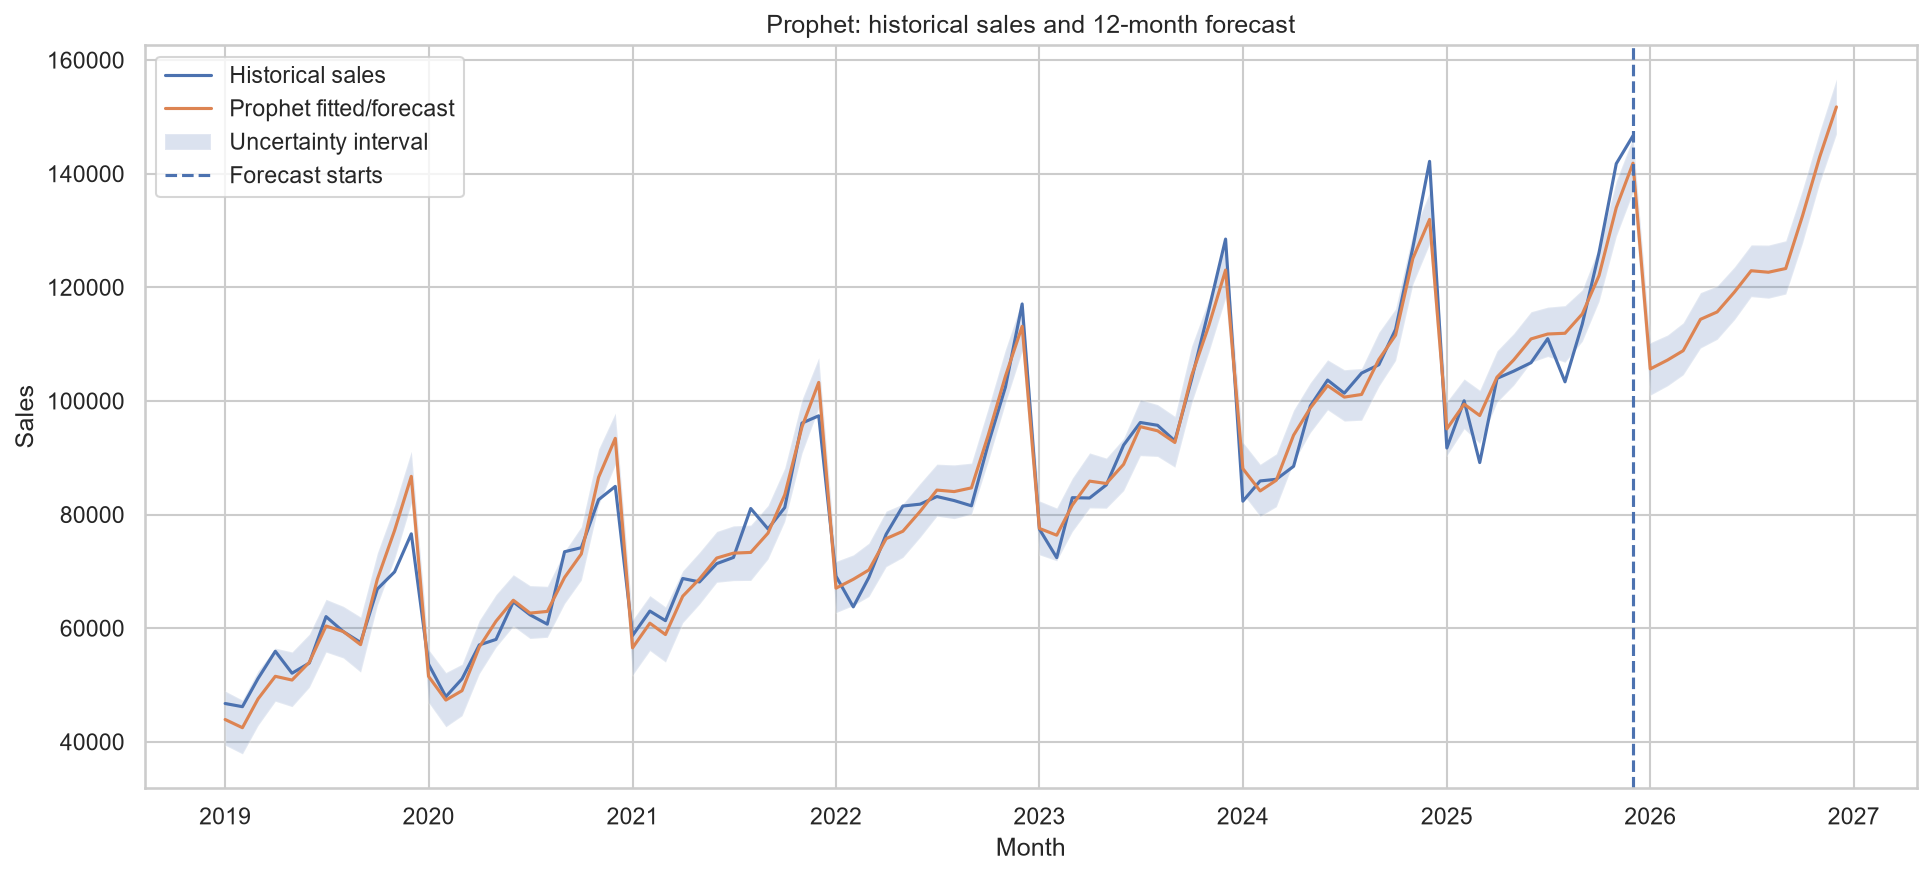 Prophet: historical sales and 12-month forecast
Historical sales
Prophet fitted/forecast
Uncertainty interval
Forecast starts
160000
140000
120000
100000
80000
60000
40000
Sales
2019 2020 2021 2022 2023 2024 2025 2026 2027
Month